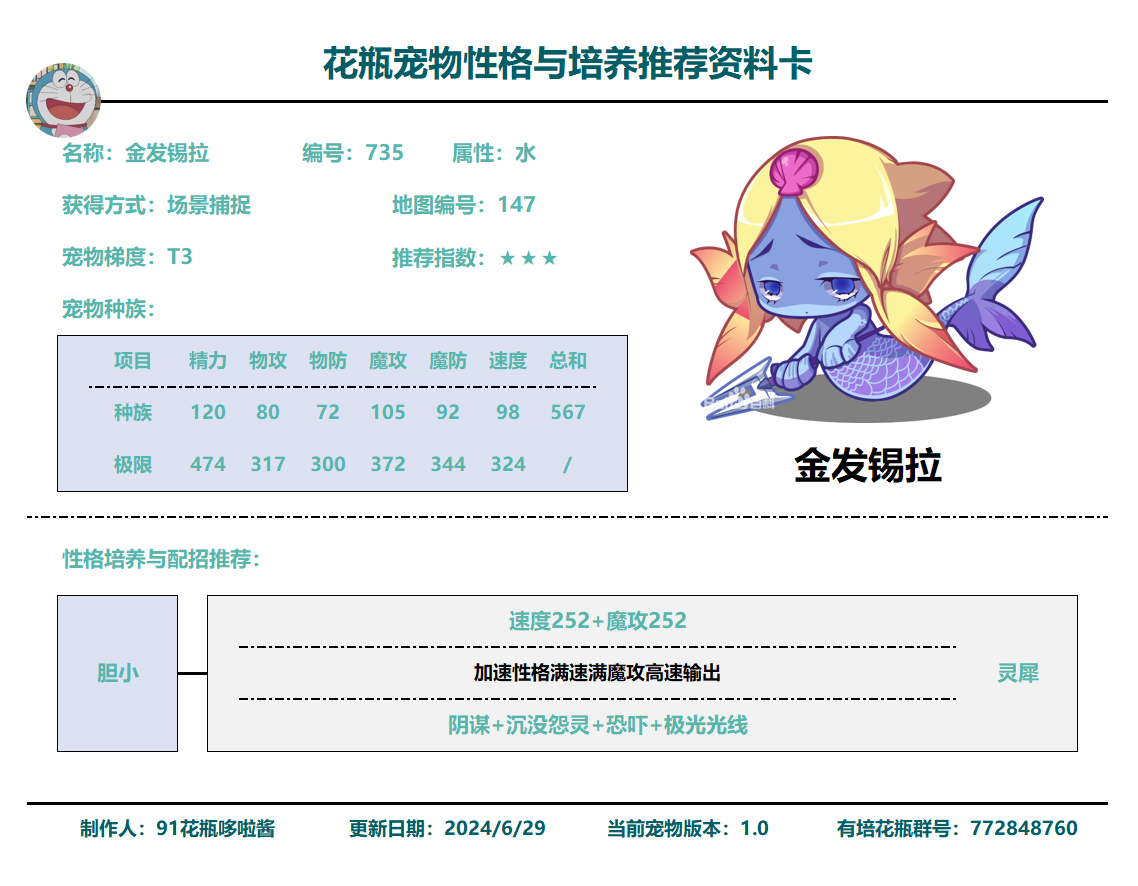 花瓶宠物性格与培养推荐资料卡
名称：金发锡拉 编号：735 属性：水
获得方式：场景捕捉 地图编号：147
宠物梯度：T3 推荐指数：★★★
宠物种族：
项目 精力 物攻 物防 魔攻 魔防 速度 总和
种族 120 80 72 105 92 98 567
极限 474 317 300 372 344 324 /
金发锡拉
性格培养与配招推荐：
速度252+魔攻252
胆小 加速性格满速满魔攻高速输出 灵犀
阴谋+沉没怨灵+恐吓+极光光线
制作人：91花瓶哆啦酱 更新日期：2024/6/29 当前宠物版本：1.0 有培花瓶群号：772848760